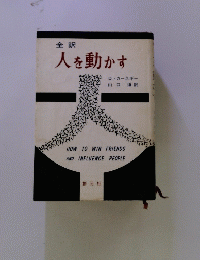 全訳
人を動かす
D・カーネギー
山口 博訳
HOW TO WIN FRIENDS
AND INFLUENCE PEOPLE
創元社